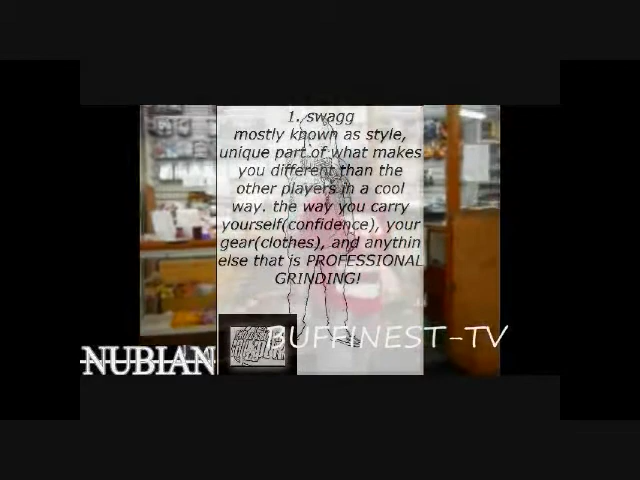 1. swagg
mostly known as style,
unique part of what makes
you different than the
other players in a cool
way. the way you carry
yourself(confidence), your
gear(clothes), and anythin
else that is PROFESSIONAL
GRINDING!
BUFFINEST-TV
NUBIAN